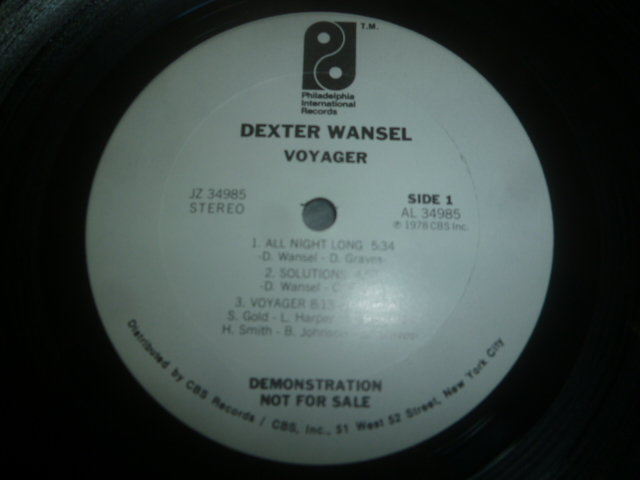 T.M.
Philadelphia
International
Records
DEXTER WANSEL
VOYAGER
JZ 34985
STEREO
SIDE 1
AL 34985
℗ 1978 CBS Inc.
1. ALL NIGHT LONG 5:34
-D. Wansel - D. Graves-
2. SOLUTIONS
-D. Wansel - C.
3. VOYAGER 8:13
S. Gold - L. Harper
H. Smith - B. Johnson
DEMONSTRATION
NOT FOR SALE
Distributed by CBS Records / CBS, Inc., 51 West 52 Street, New York City